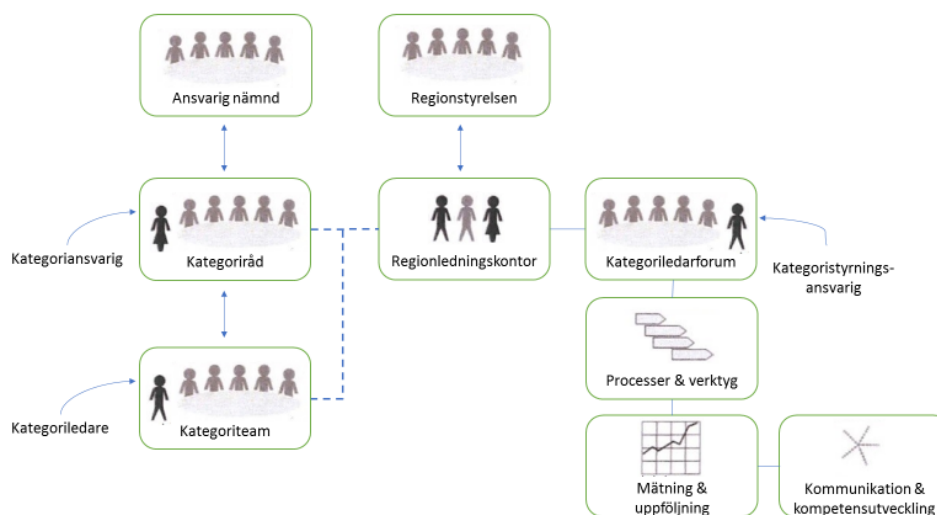 Ansvarig nämnd
Regionstyrelsen
Kategoriansvarig
Kategoriråd
Regionledningskontor
Kategoriledarforum
Kategoristyrnings-
ansvarig
Processer & verktyg
Kategoriledare
Kategoriteam
Mätning &
uppföljning
Kommunikation &
kompetensutveckling